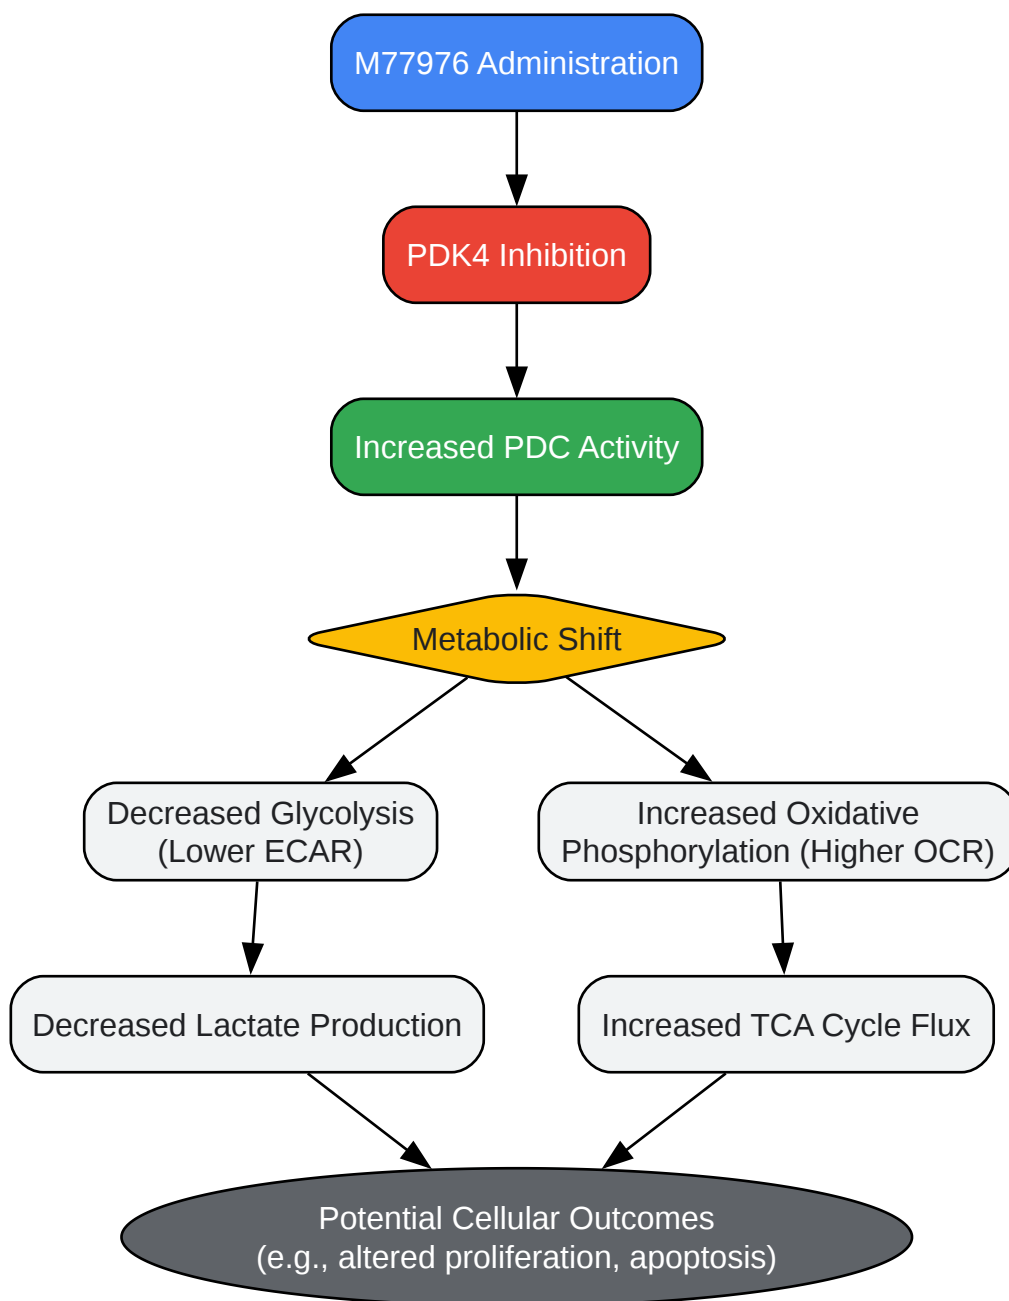 M77976 Administration
PDK4 Inhibition
Increased PDC Activity
Metabolic Shift
Decreased Glycolysis
(Lower ECAR)
Increased Oxidative
Phosphorylation (Higher OCR)
Decreased Lactate Production
Increased TCA Cycle Flux
Potential Cellular Outcomes
(e.g., altered proliferation, apoptosis)